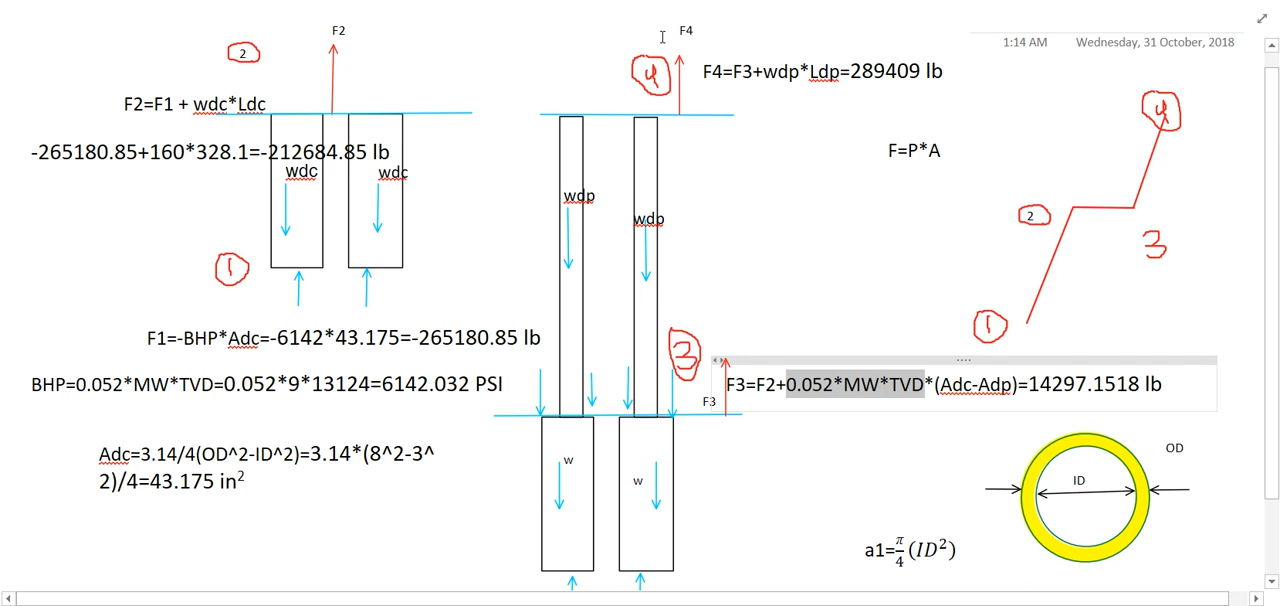 F2
F4
1:14 AM Wednesday, 31 October, 2018
2
4
F4=F3+wdp*Ldp=289409 lb
F2=F1 + wdc*Ldc
4
-265180.85+160*328.1=-212684.85 lb
F=P*A
wdc
wdc
wdp
wdp
2
3
1
1
F1=-BHP*Adc=-6142*43.175=-265180.85 lb
3
BHP=0.052*MW*TVD=0.052*9*13124=6142.032 PSI
F3=F2+0.052*MW*TVD*(Adc-Adp)=14297.1518 lb
F3
Adc=3.14/4(OD^2-ID^2)=3.14*(8^2-3^
2)/4=43.175 in²
w
w
OD
ID
a1=π/4(ID²)